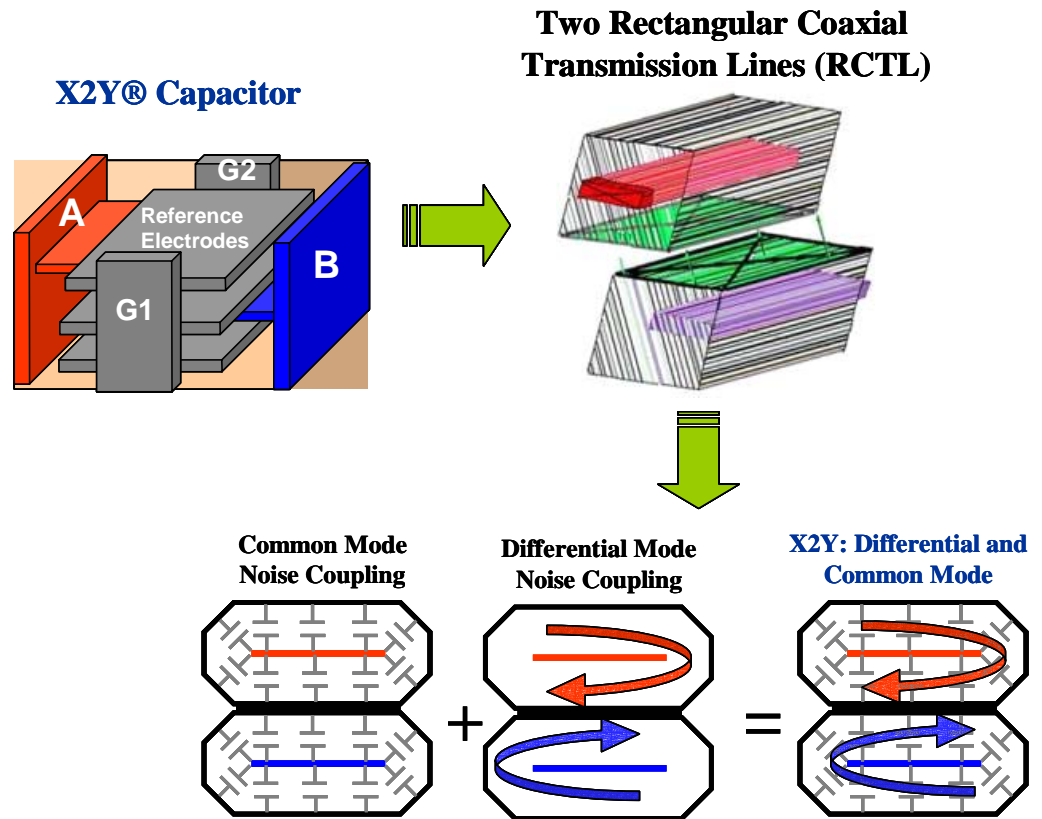 Two Rectangular Coaxial
Transmission Lines (RCTL)
X2Y® Capacitor
G2
A
Reference
Electrodes
B
G1
Common Mode
Noise Coupling
Differential Mode
Noise Coupling
X2Y: Differential and
Common Mode
+
=